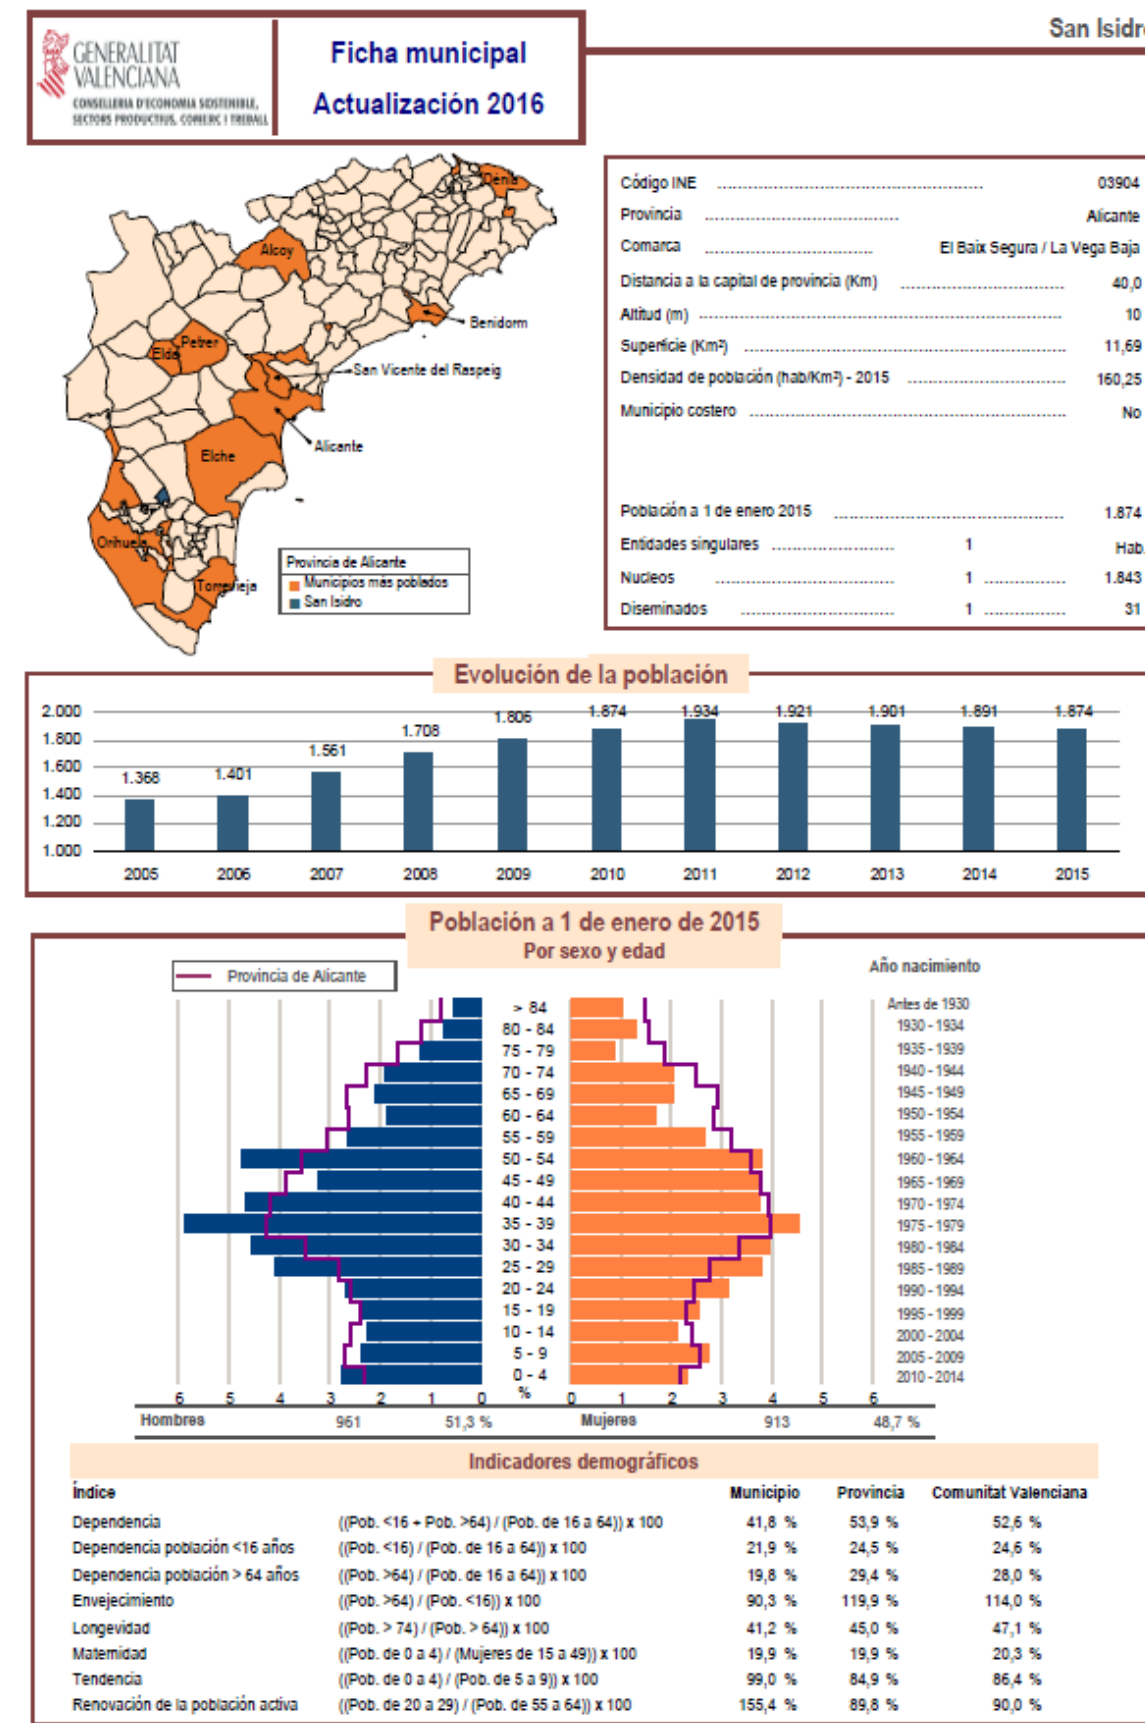 San Isidro
GENERALITAT
VALENCIANA
CONSELLERIA D'ECONOMIA SOSTENIBLE,
SECTORS PRODUCTIUS, COMERÇ I TREBALL
Ficha municipal
Actualización 2016
Dénia
Alcoy
Benidorm
Elda
Petrer
San Vicente del Raspeig
Alicante
Elche
Orihuela
Torrevieja
Provincia de Alicante
Municipios más poblados
San Isidro
Código INE 03904
Provincia Alicante
Comarca El Baix Segura / La Vega Baja
Distancia a la capital de provincia (Km) 40,0
Altitud (m) 10
Superficie (Km²) 11,69
Densidad de población (hab/Km²) - 2015 160,25
Municipio costero No
Población a 1 de enero 2015 1.874
Entidades singulares 1 Hab.
Nucleos 1 1.843
Diseminados 1 31
Evolución de la población
2.000
1.800
1.600
1.400
1.200
1.000
1.368 1.401 1.561 1.708 1.806 1.874 1.934 1.921 1.901 1.891 1.874
2005 2006 2007 2008 2009 2010 2011 2012 2013 2014 2015
Población a 1 de enero de 2015
Por sexo y edad
Provincia de Alicante
Año nacimiento
> 84 Antes de 1930
80 - 84 1930 - 1934
75 - 79 1935 - 1939
70 - 74 1940 - 1944
65 - 69 1945 - 1949
60 - 64 1950 - 1954
55 - 59 1955 - 1959
50 - 54 1960 - 1964
45 - 49 1965 - 1969
40 - 44 1970 - 1974
35 - 39 1975 - 1979
30 - 34 1980 - 1984
25 - 29 1985 - 1989
20 - 24 1990 - 1994
15 - 19 1995 - 1999
10 - 14 2000 - 2004
5 - 9 2005 - 2009
0 - 4 2010 - 2014
6 5 4 3 2 1 0 % 0 1 2 3 4 5 6
Hombres 961 51,3 % Mujeres 913 48,7 %
Indicadores demográficos
Índice Municipio Provincia Comunitat Valenciana
Dependencia ((Pob. <16 + Pob. >64) / (Pob. de 16 a 64)) x 100 41,8 % 53,9 % 52,6 %
Dependencia población <16 años ((Pob. <16) / (Pob. de 16 a 64)) x 100 21,9 % 24,5 % 24,6 %
Dependencia población > 64 años ((Pob. >64) / (Pob. de 16 a 64)) x 100 19,8 % 29,4 % 28,0 %
Envejecimiento ((Pob. >64) / (Pob. <16)) x 100 90,3 % 119,9 % 114,0 %
Longevidad ((Pob. > 74) / (Pob. > 64)) x 100 41,2 % 45,0 % 47,1 %
Maternidad ((Pob. de 0 a 4) / (Mujeres de 15 a 49)) x 100 19,9 % 19,9 % 20,3 %
Tendencia ((Pob. de 0 a 4) / (Pob. de 5 a 9)) x 100 99,0 % 84,9 % 86,4 %
Renovación de la población activa ((Pob. de 20 a 29) / (Pob. de 55 a 64)) x 100 155,4 % 89,8 % 90,0 %